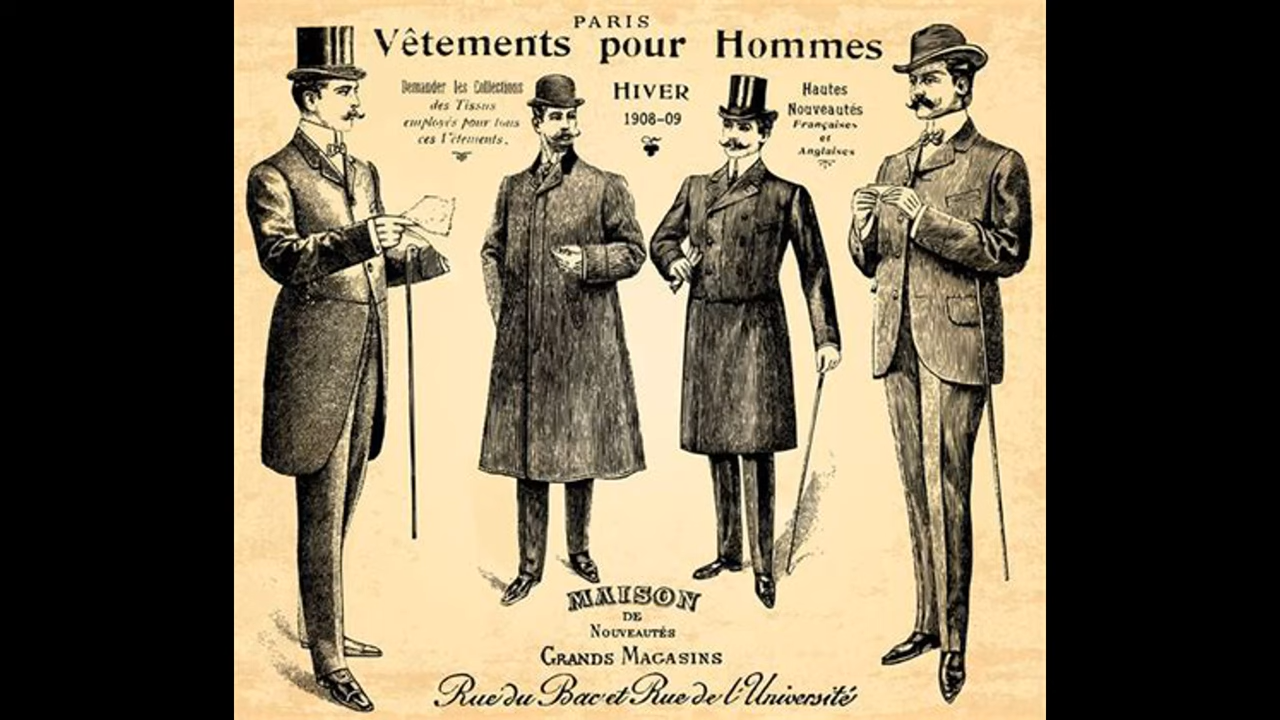 PARIS
Vêtements pour Hommes
Demander les Collections
des Tissus
employés pour tous
ces Vêtements.
HIVER
1908-09
Hautes
Nouveautés
Françaises
et
Anglaises
MAISON
DE
NOUVEAUTÉS
GRANDS MAGASINS
Rue du Bac et Rue de l'Université